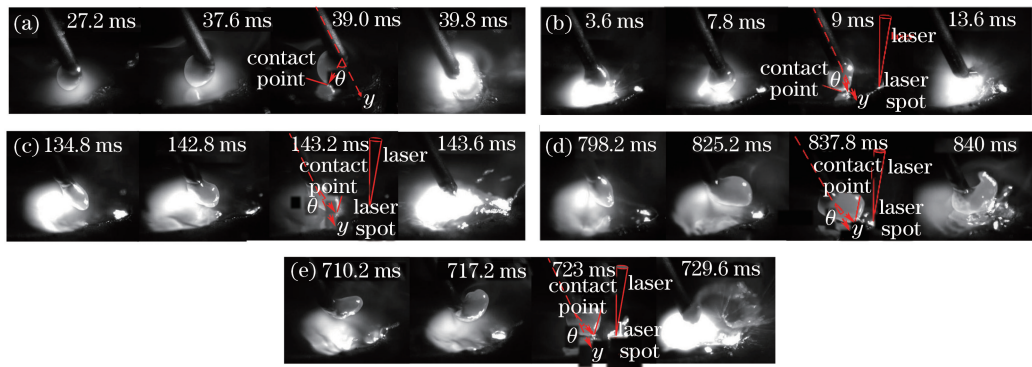 (a) 27.2 ms 37.6 ms 39.0 ms 39.8 ms
contact
point
θ
y
(b) 3.6 ms 7.8 ms 9 ms 13.6 ms
laser
contact
point
θ
y
laser
spot
(c) 134.8 ms 142.8 ms 143.2 ms 143.6 ms
contact
point
laser
θ
y
laser
spot
(d) 798.2 ms 825.2 ms 837.8 ms 840 ms
contact
point
laser
θ
y
laser
spot
(e) 710.2 ms 717.2 ms 723 ms 729.6 ms
contact
point
laser
θ
y
laser
spot